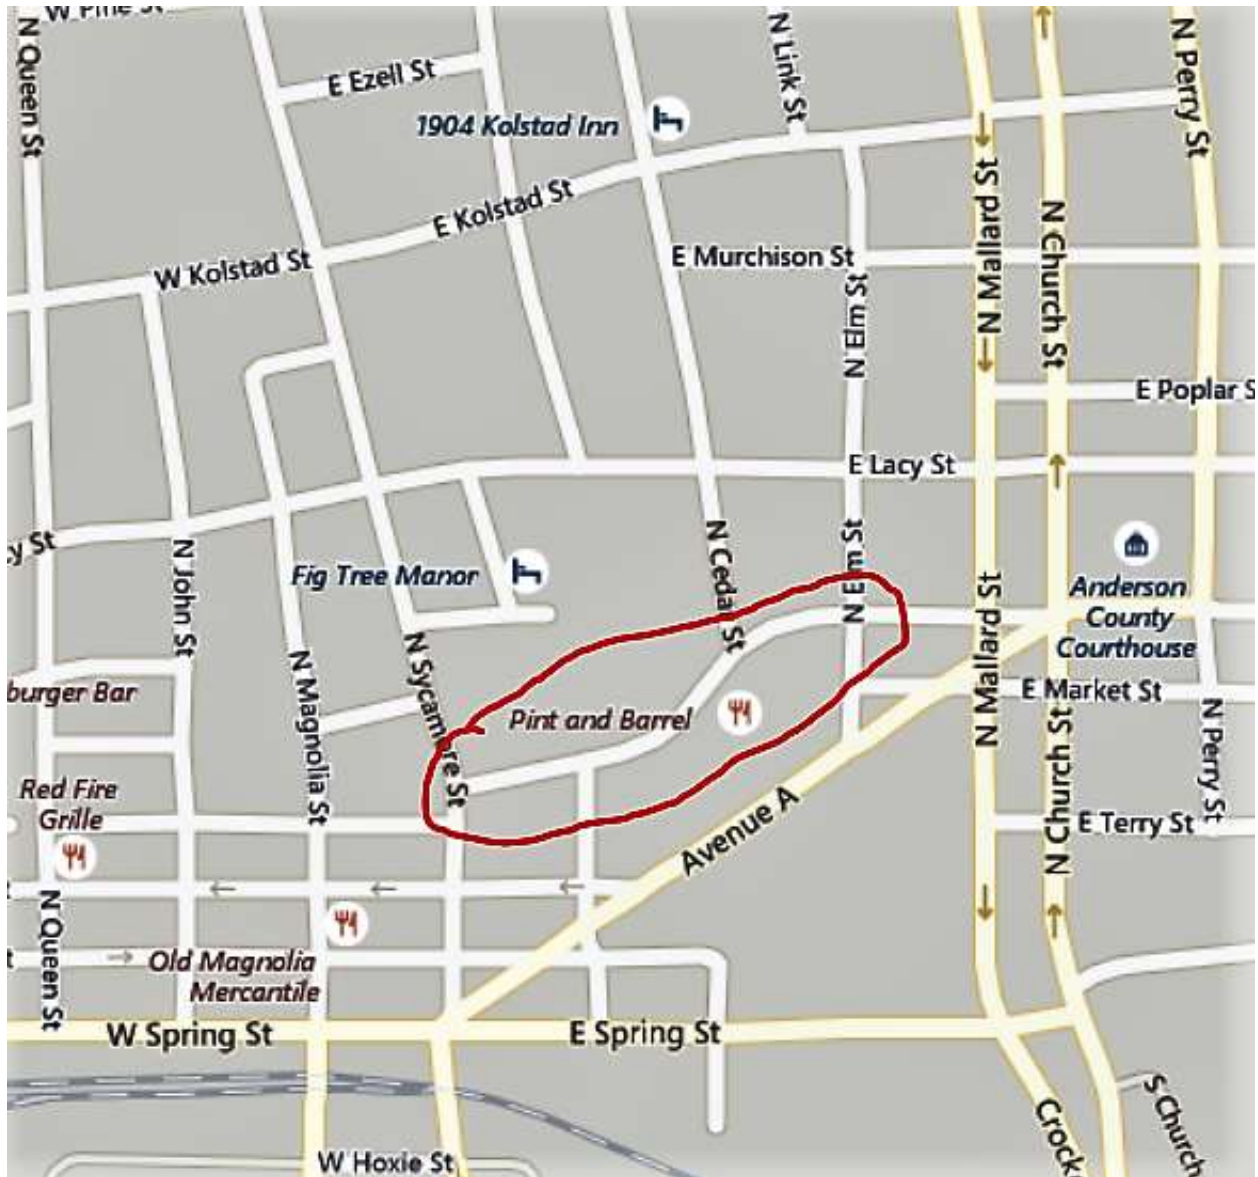 W Pine St
N Queen St
E Ezell St
N Link St
N Perry St
1904 Kolstad Inn
E Kolstad St
W Kolstad St
E Murchison St
N Mallard St
N Church St
N Elm St
E Poplar S
E Lacy St
y St
N John St
Fig Tree Manor
N Cedar St
N Elm St
Anderson
County
Courthouse
N Mallard St
burger Bar
N Magnolia St
N Sycamore St
Pint and Barrel
E Market St
N Church St
N Perry St
Red Fire
Grille
Avenue A
E Terry St
N Queen St
Old Magnolia
Mercantile
W Spring St
E Spring St
W Hoxie St
Crock
S Church